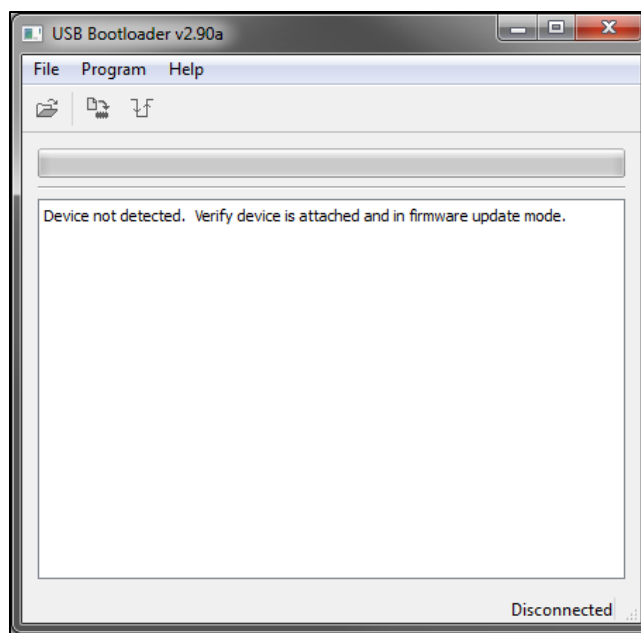 USB Bootloader v2.90a
File Program Help
Device not detected. Verify device is attached and in firmware update mode.
Disconnected